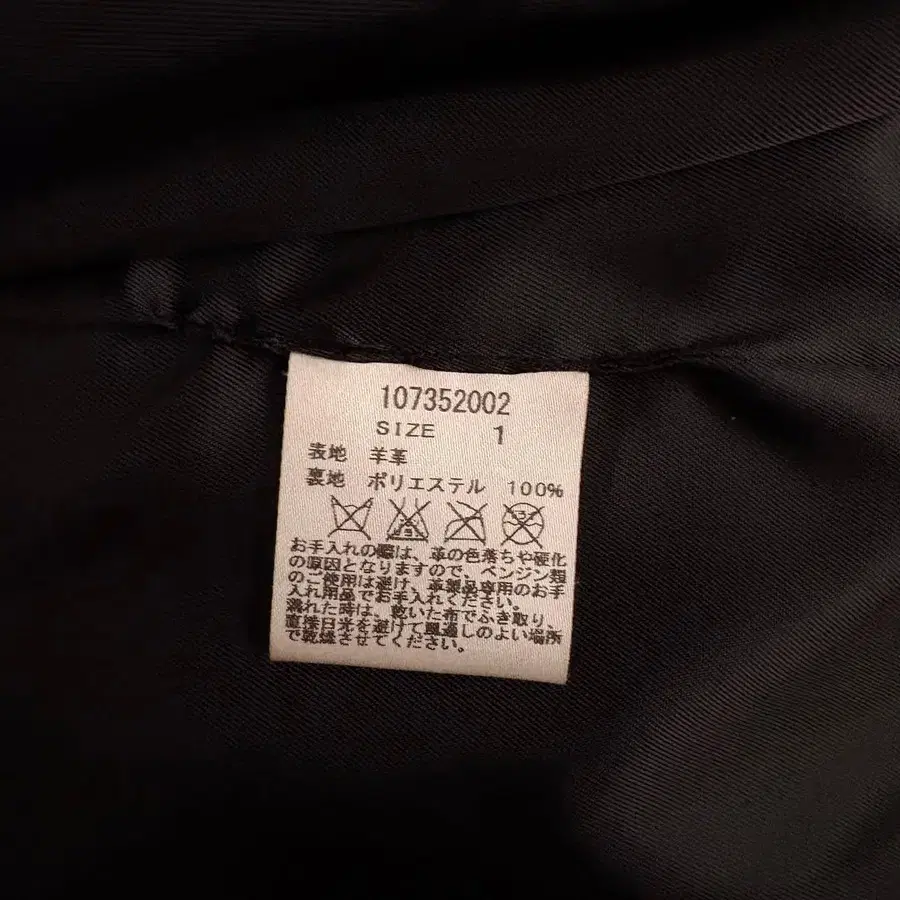 107352002
SIZE 1
表地 羊革
裏地 ポリエステル 100%
お手入れの際は、革の色落ちや硬化
の原因となりますので、ベンジン類
のご使用は避け、革製品専用のお手
入れ用品でお手入れください。
濡れた時は、乾いた布でふき取り、
直接日光を避けて風通しのよい場所
で乾燥させてください。